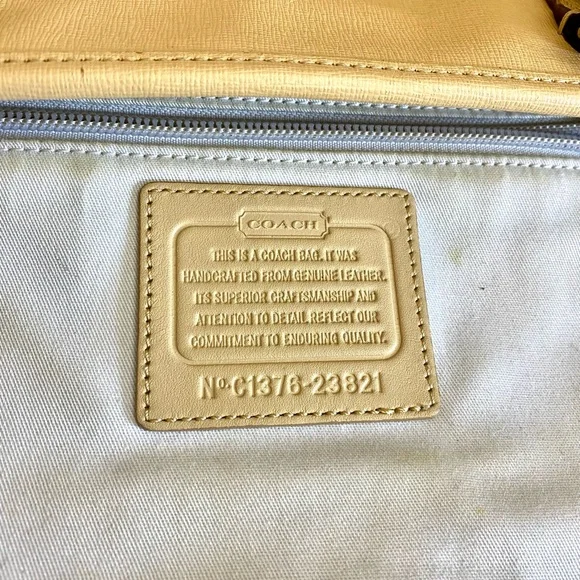 COACH
THIS IS A COACH BAG. IT WAS
HANDCRAFTED FROM GENUINE LEATHER.
ITS SUPERIOR CRAFTSMANSHIP AND
ATTENTION TO DETAIL REFLECT OUR
COMMITMENT TO ENDURING QUALITY.
Nº C1376-23821